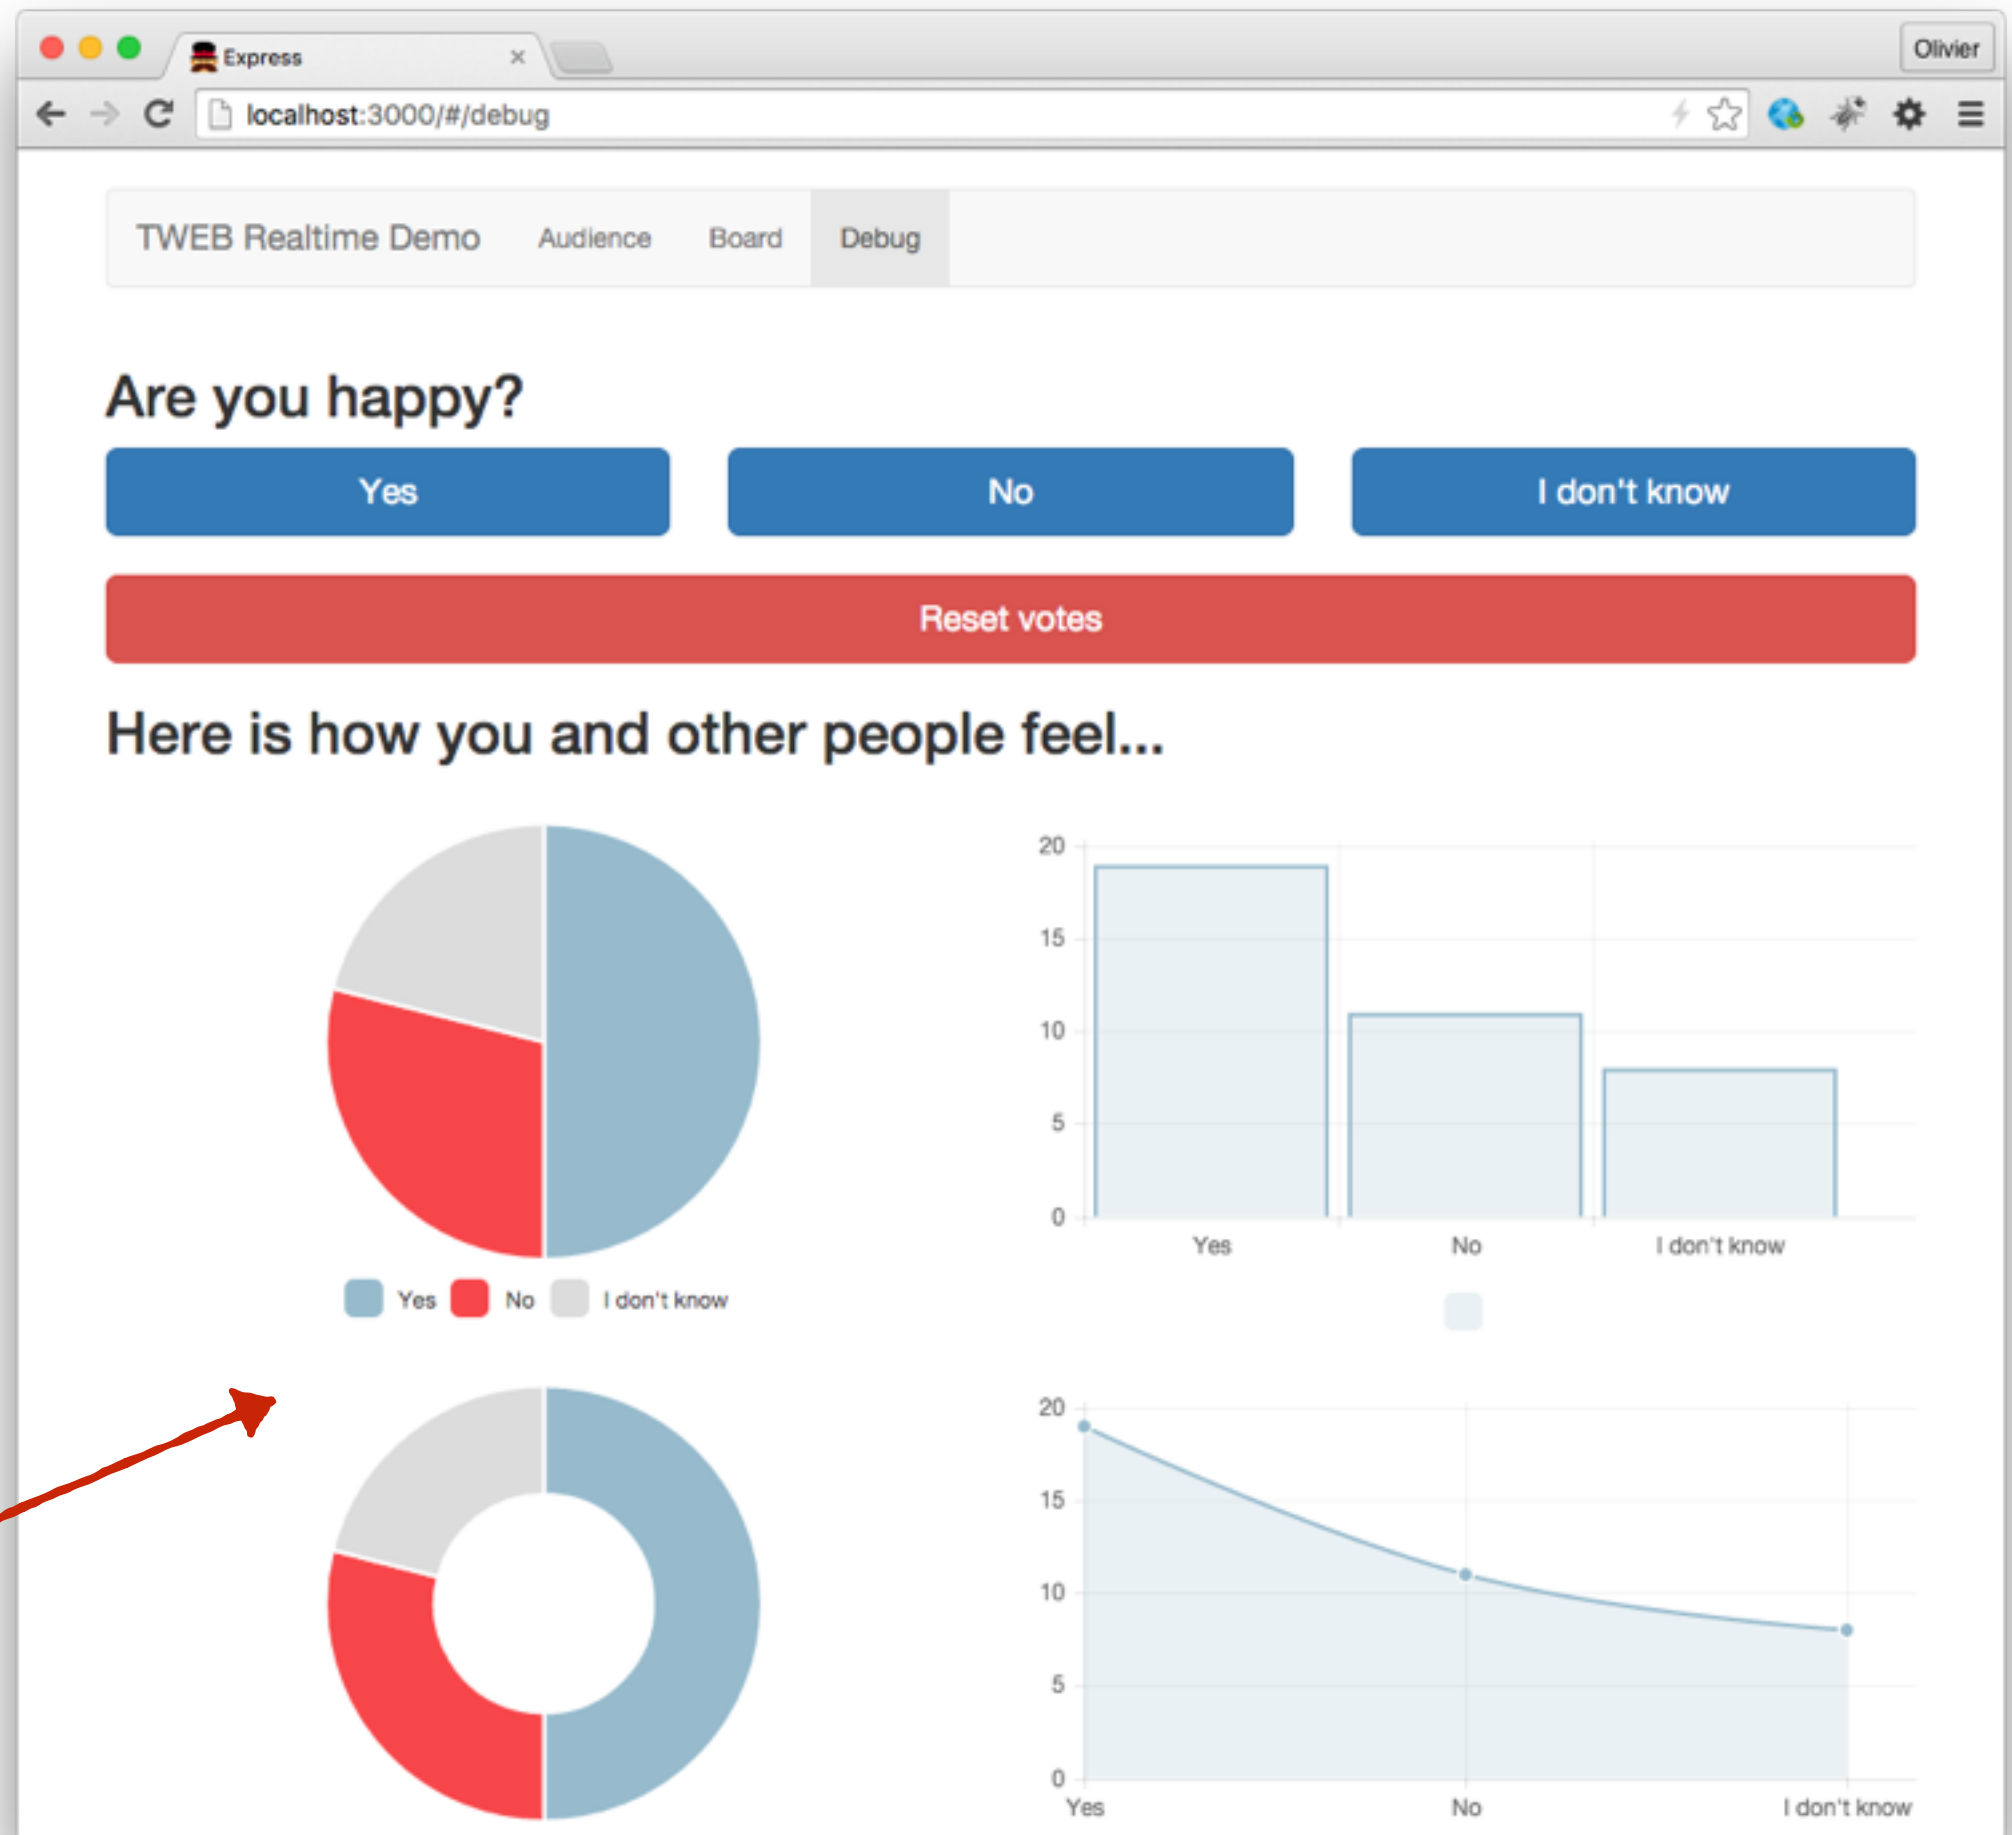 Express
Olivier
localhost:3000/#/debug
TWEB Realtime Demo Audience Board Debug
Are you happy?
Yes No I don't know
Reset votes
Here is how you and other people feel...
20
15
10
5
0
Yes No I don't know
Yes No I don't know
20
15
10
5
0
Yes No I don't know